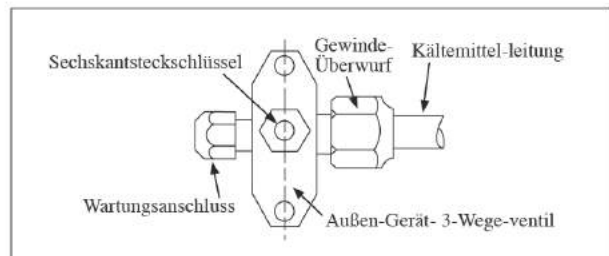 Gewinde-
Überwurf
Kältemittel-leitung
Sechskantsteckschlüssel
Wartungsanschluss
Außen-Gerät- 3-Wege-ventil